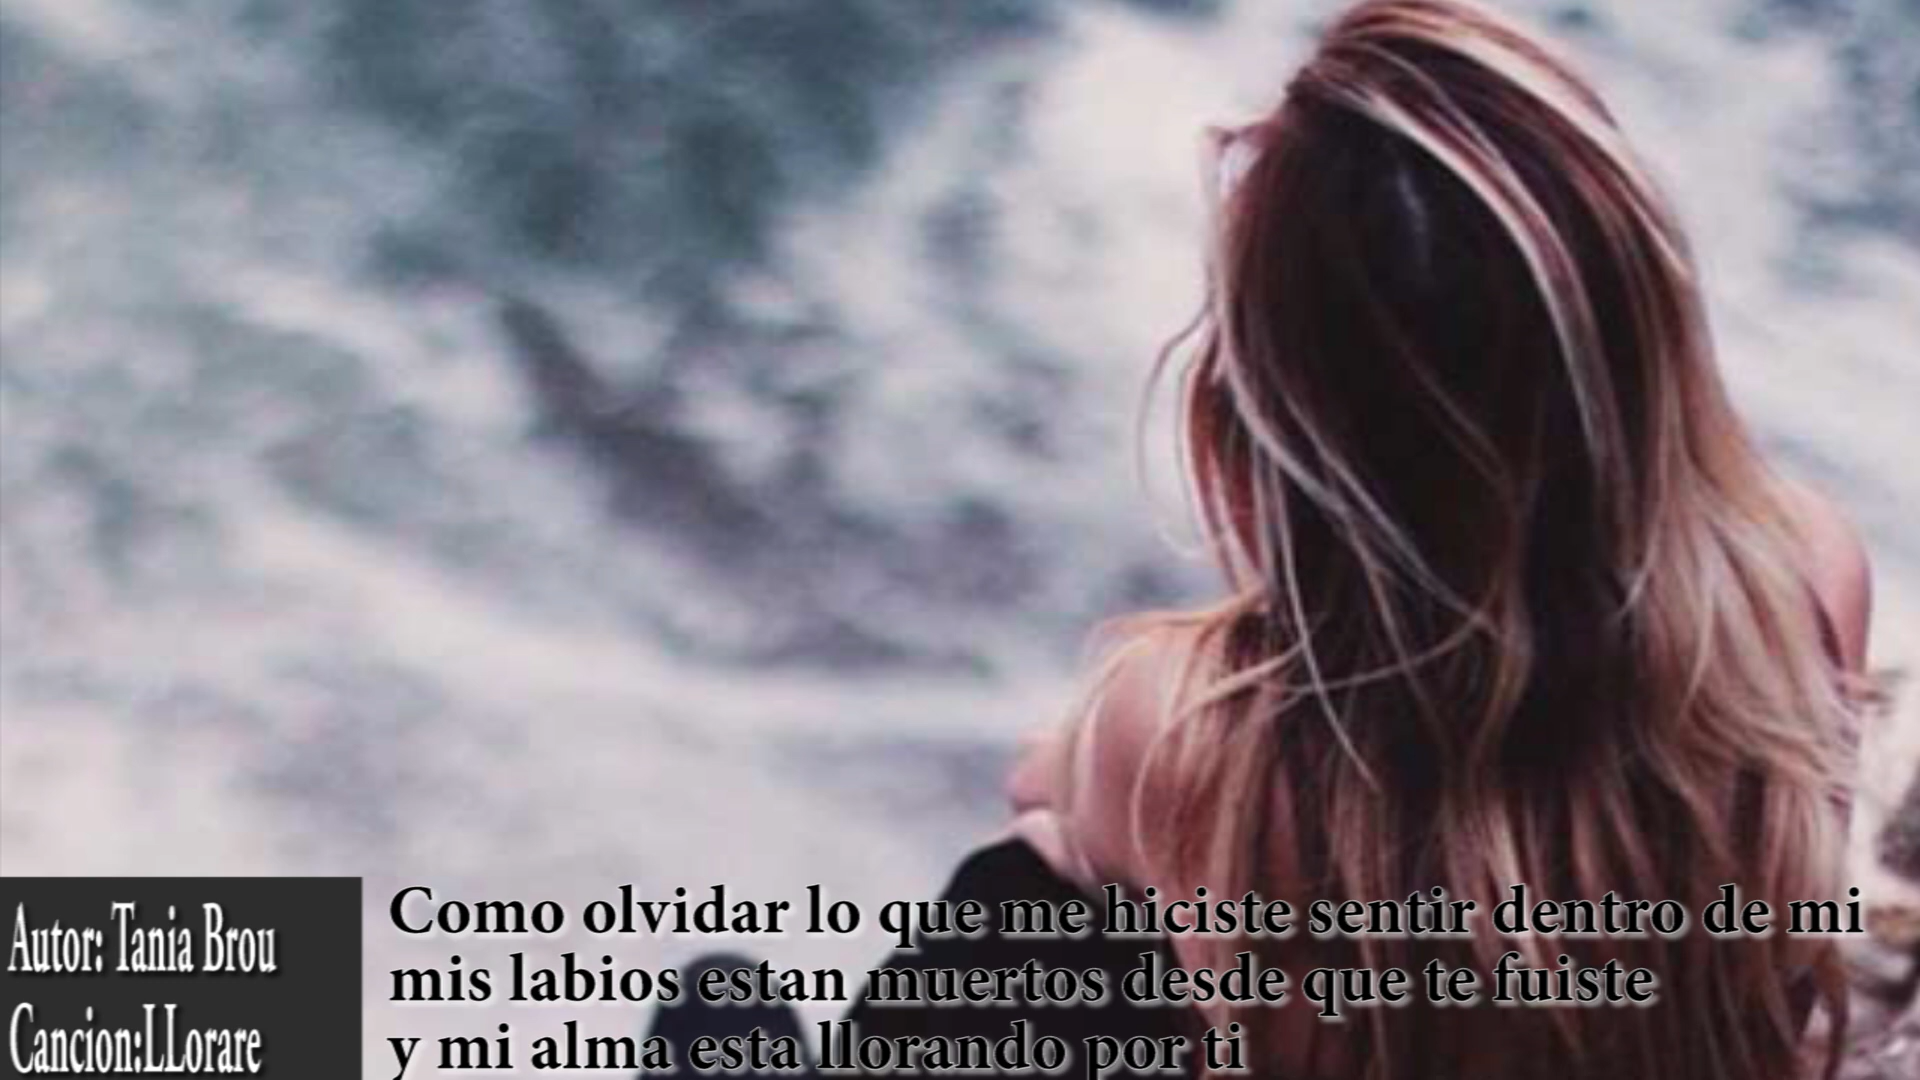 Autor: Tania Brou
Cancion:LLorare
Como olvidar lo que me hiciste sentir dentro de mi
mis labios estan muertos desde que te fuiste
y mi alma esta llorando por ti